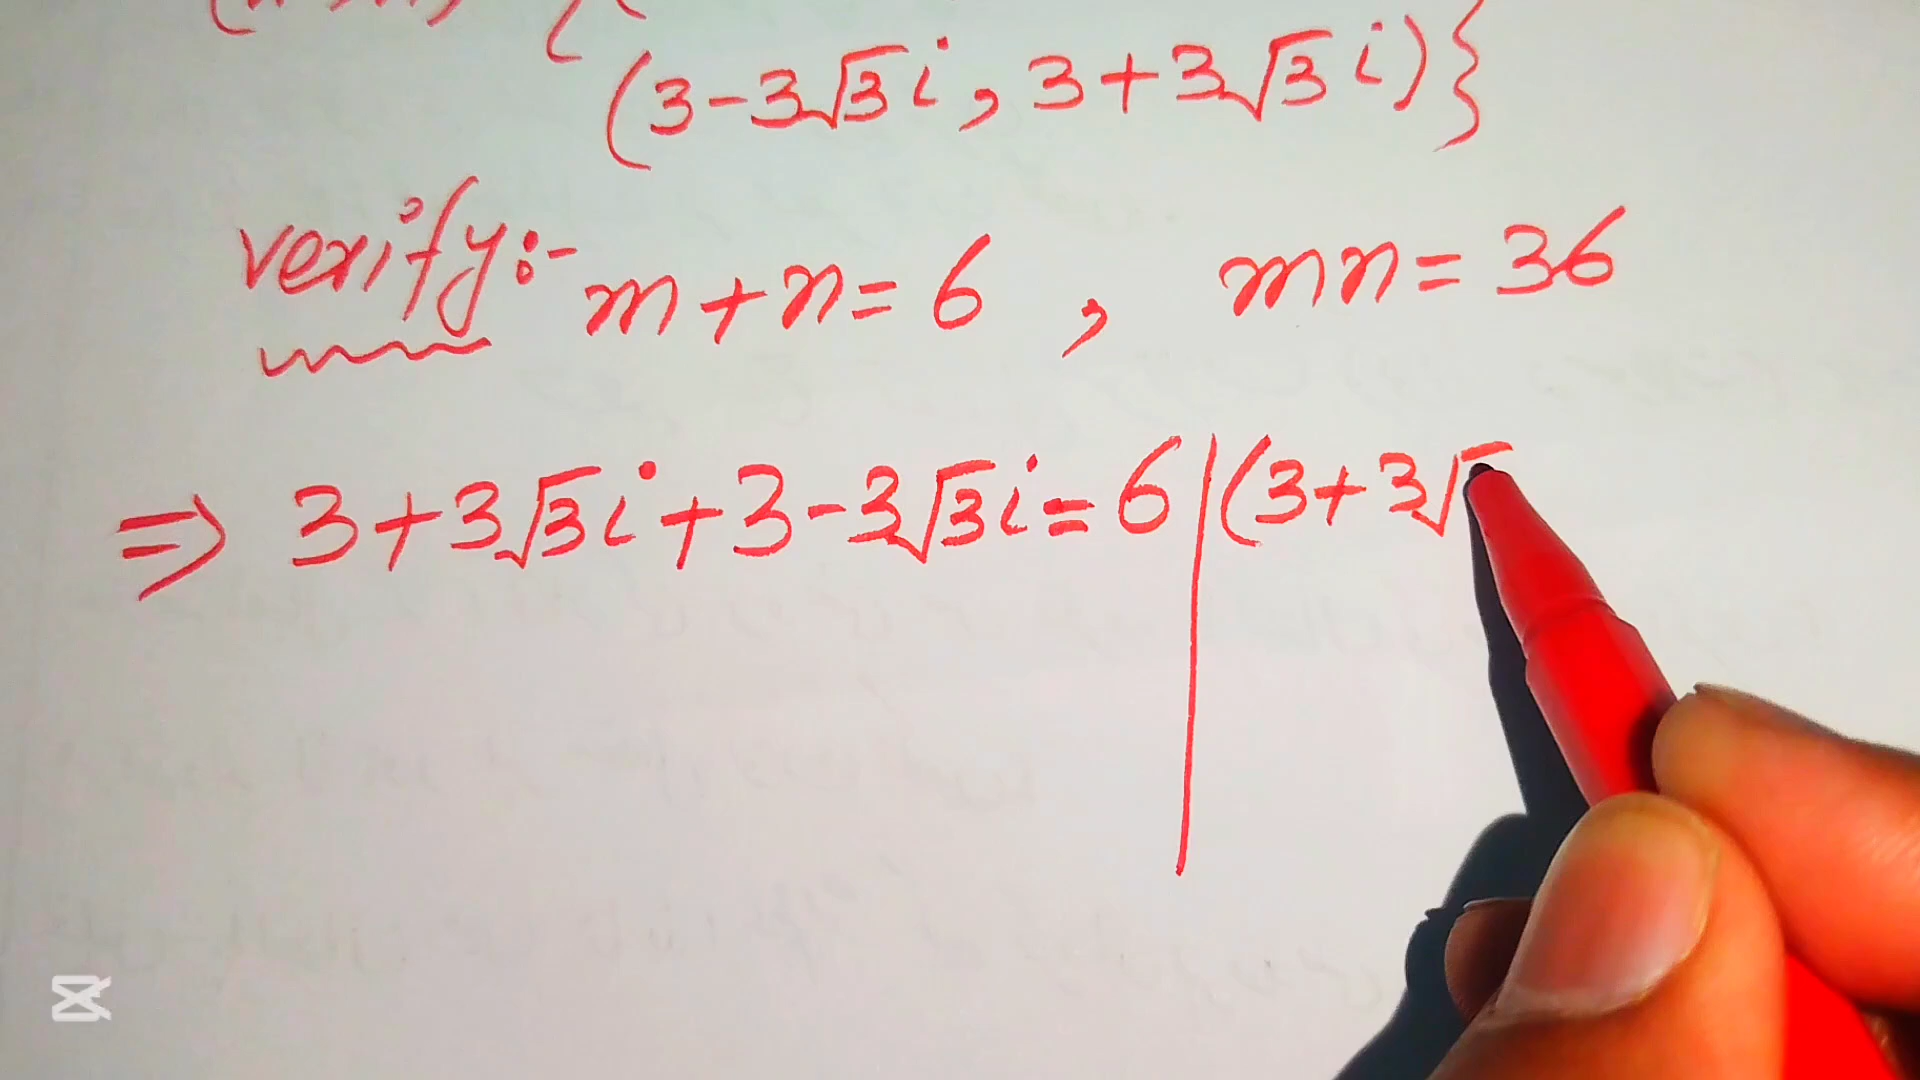 (3-3√3i, 3+3√3i)}
verify:- m+n=6, mn=36
⇒ 3+3√3i+3-3√3i=6 | (3+3√